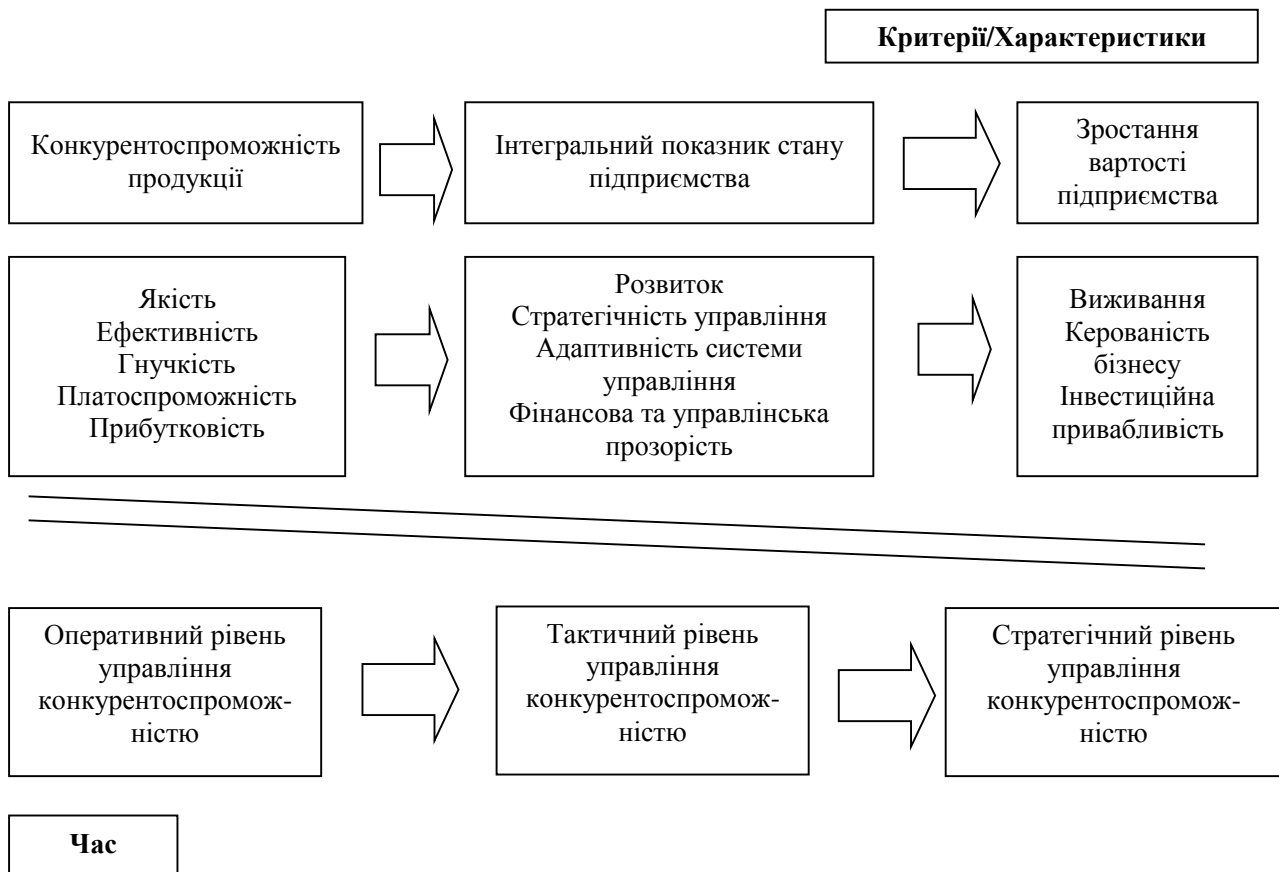 Критерії/Характеристики
Конкурентоспроможність
продукції
Інтегральний показник стану
підприємства
Зростання
вартості
підприємства
Якість
Ефективність
Гнучкість
Платоспроможність
Прибутковість
Розвиток
Стратегічність управління
Адаптивність системи
управління
Фінансова та управлінська
прозорість
Виживання
Керованість
бізнесу
Інвестиційна
привабливість
Оперативний рівень
управління
конкурентоспромож-
ністю
Тактичний рівень
управління
конкурентоспромож-
ністю
Стратегічний рівень
управління
конкурентоспромож-
ністю
Час